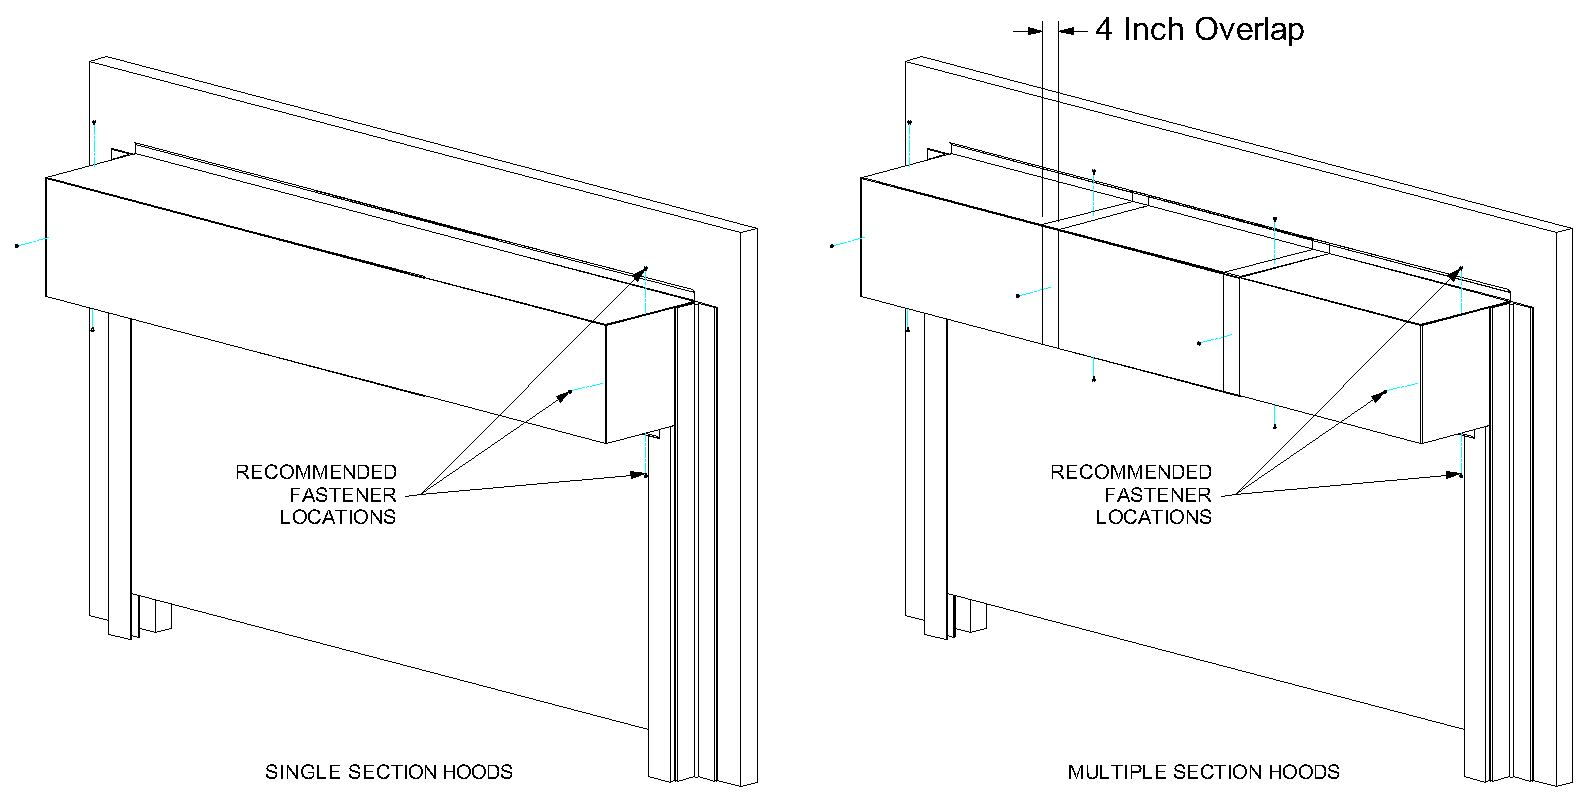 4 Inch Overlap
RECOMMENDED
FASTENER
LOCATIONS
RECOMMENDED
FASTENER
LOCATIONS
SINGLE SECTION HOODS
MULTIPLE SECTION HOODS